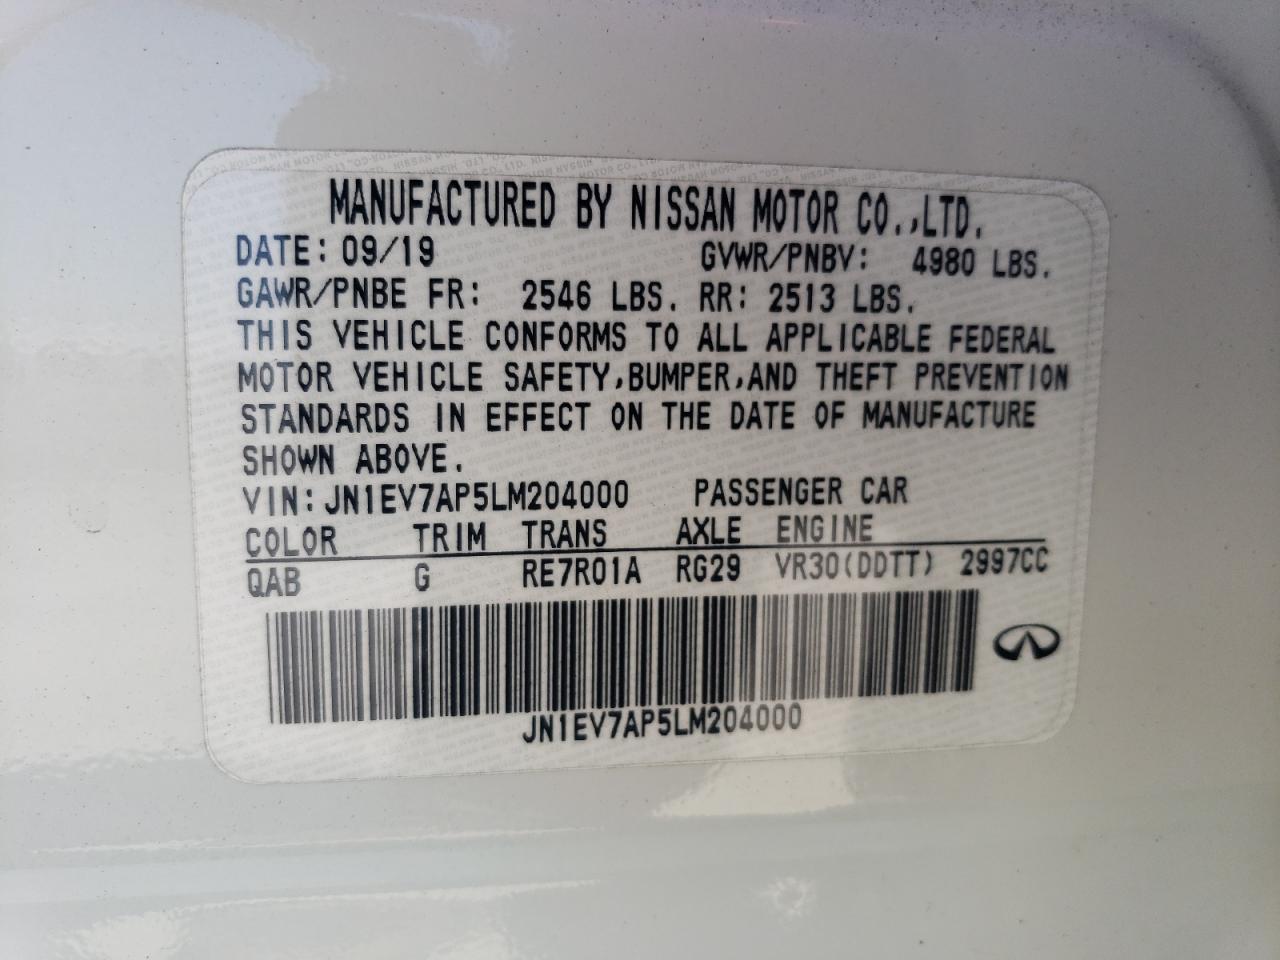 MANUFACTURED BY NISSAN MOTOR CO.,LTD.
DATE: 09/19 GVWR/PNBV: 4980 LBS.
GAWR/PNBE FR: 2546 LBS. RR: 2513 LBS.
THIS VEHICLE CONFORMS TO ALL APPLICABLE FEDERAL
MOTOR VEHICLE SAFETY,BUMPER,AND THEFT PREVENTION
STANDARDS IN EFFECT ON THE DATE OF MANUFACTURE
SHOWN ABOVE.
VIN:JN1EV7AP5LM204000 PASSENGER CAR
COLOR TRIM TRANS AXLE ENGINE
QAB G RE7R01A RG29 VR30(DDTT) 2997CC
JN1EV7AP5LM204000